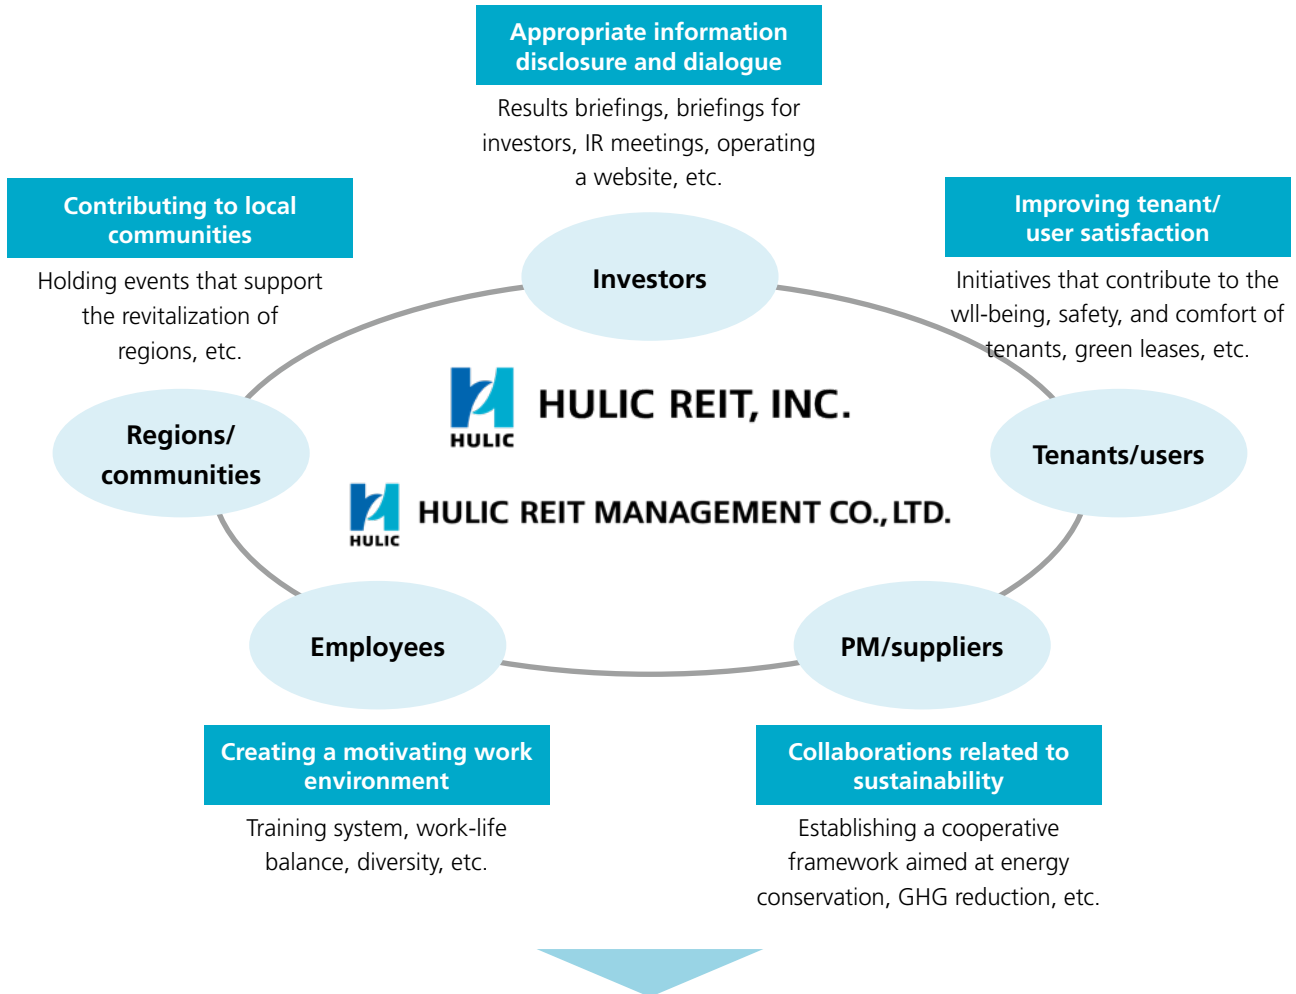 Appropriate information
disclosure and dialogue
Results briefings, briefings for
investors, IR meetings, operating
a website, etc.
Contributing to local
communities
Holding events that support
the revitalization of
regions, etc.
Improving tenant/
user satisfaction
Initiatives that contribute to the
wll-being, safety, and comfort of
tenants, green leases, etc.
Investors
Regions/
communities
HULIC
HULIC REIT, INC.
Tenants/users
HULIC
HULIC REIT MANAGEMENT CO., LTD.
Employees
PM/suppliers
Creating a motivating work
environment
Training system, work-life
balance, diversity, etc.
Collaborations related to
sustainability
Establishing a cooperative
framework aimed at energy
conservation, GHG reduction, etc.